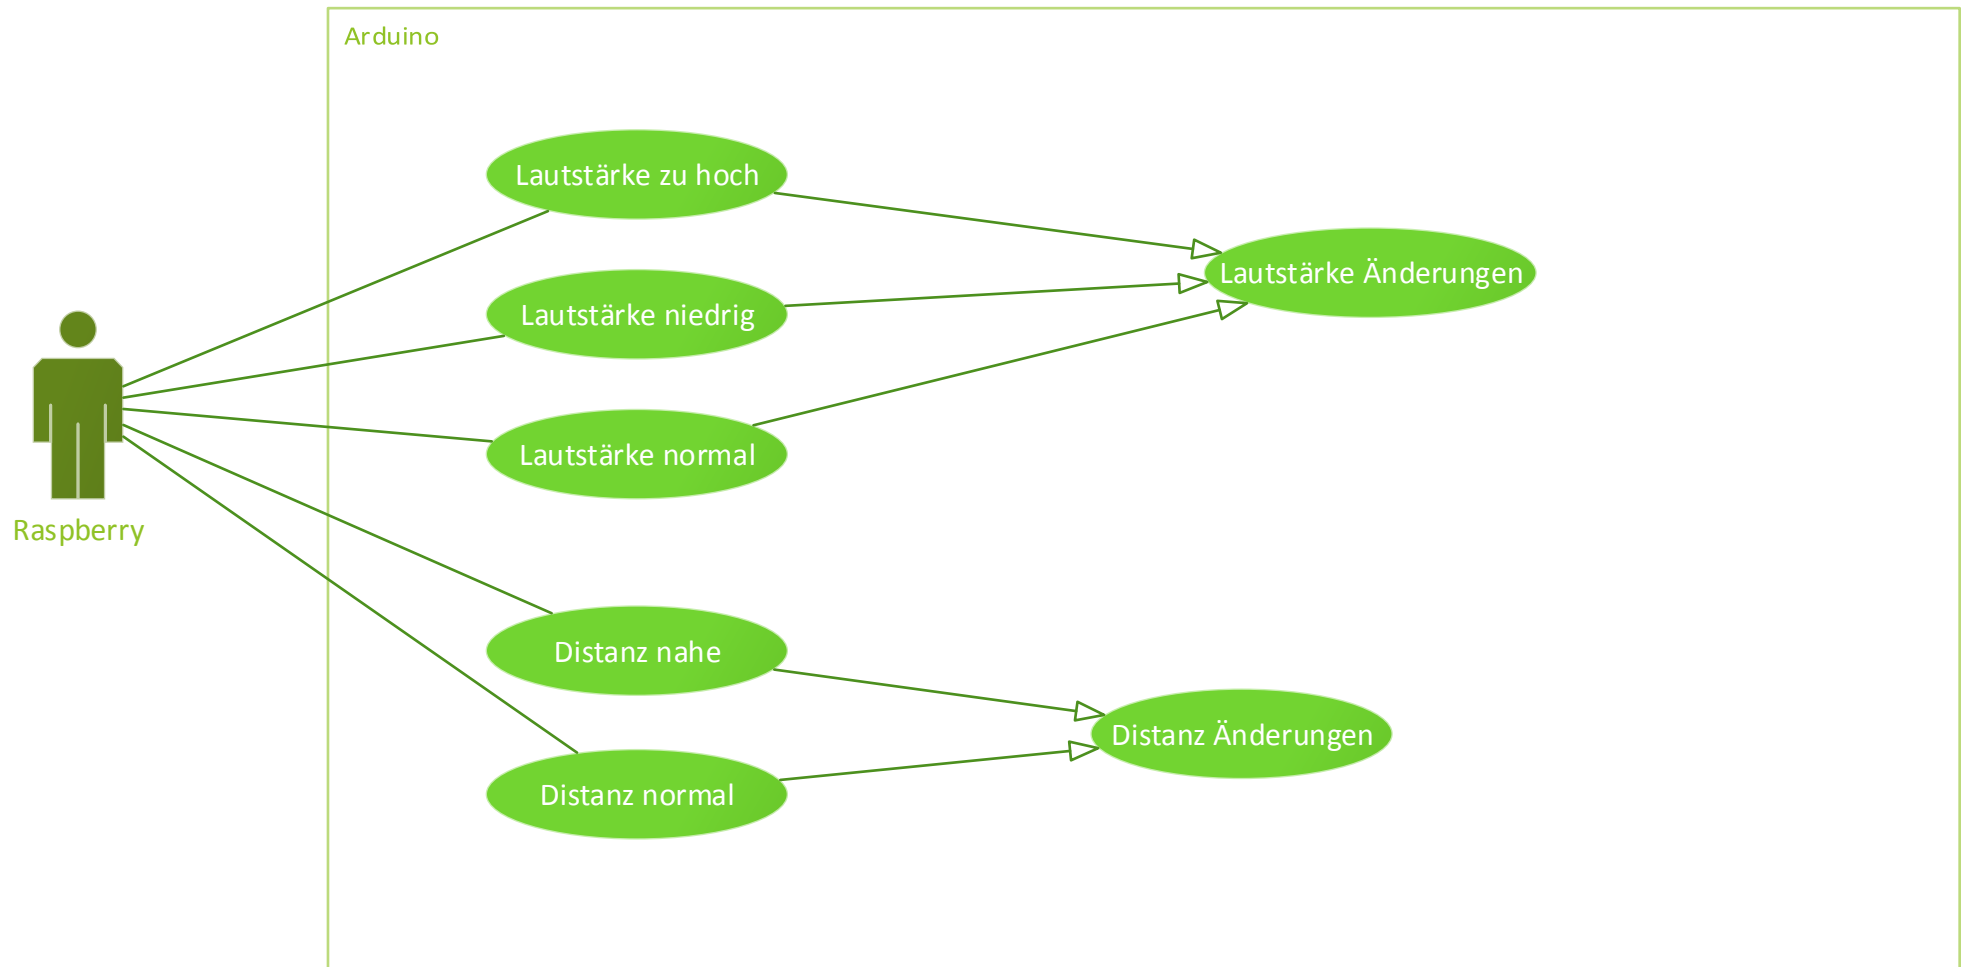 Arduino
Lautstärke zu hoch
Lautstärke Änderungen
Lautstärke niedrig
Lautstärke normal
Raspberry
Distanz nahe
Distanz Änderungen
Distanz normal